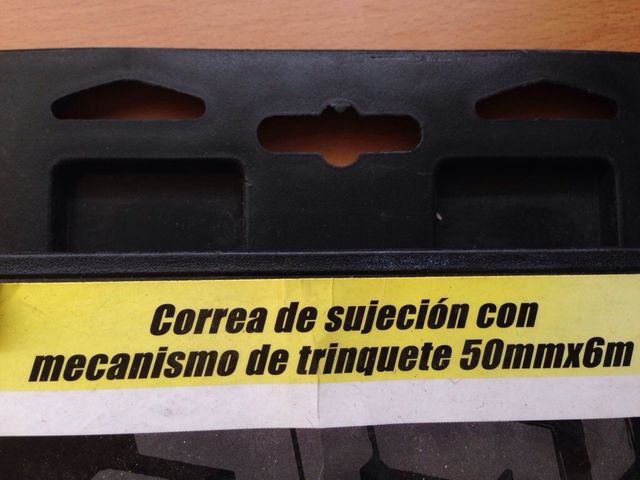 Correa de sujeción con
mecanismo de trinquete 50mmx6m